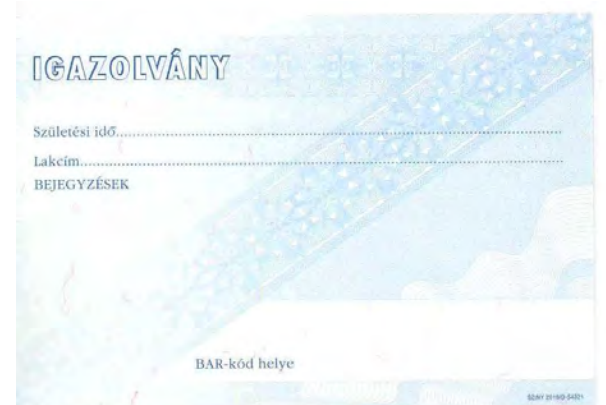 IGAZOLVÁNY
Születési idő
Lakcím
BEJEGYZÉSEK
BAR-kód helye